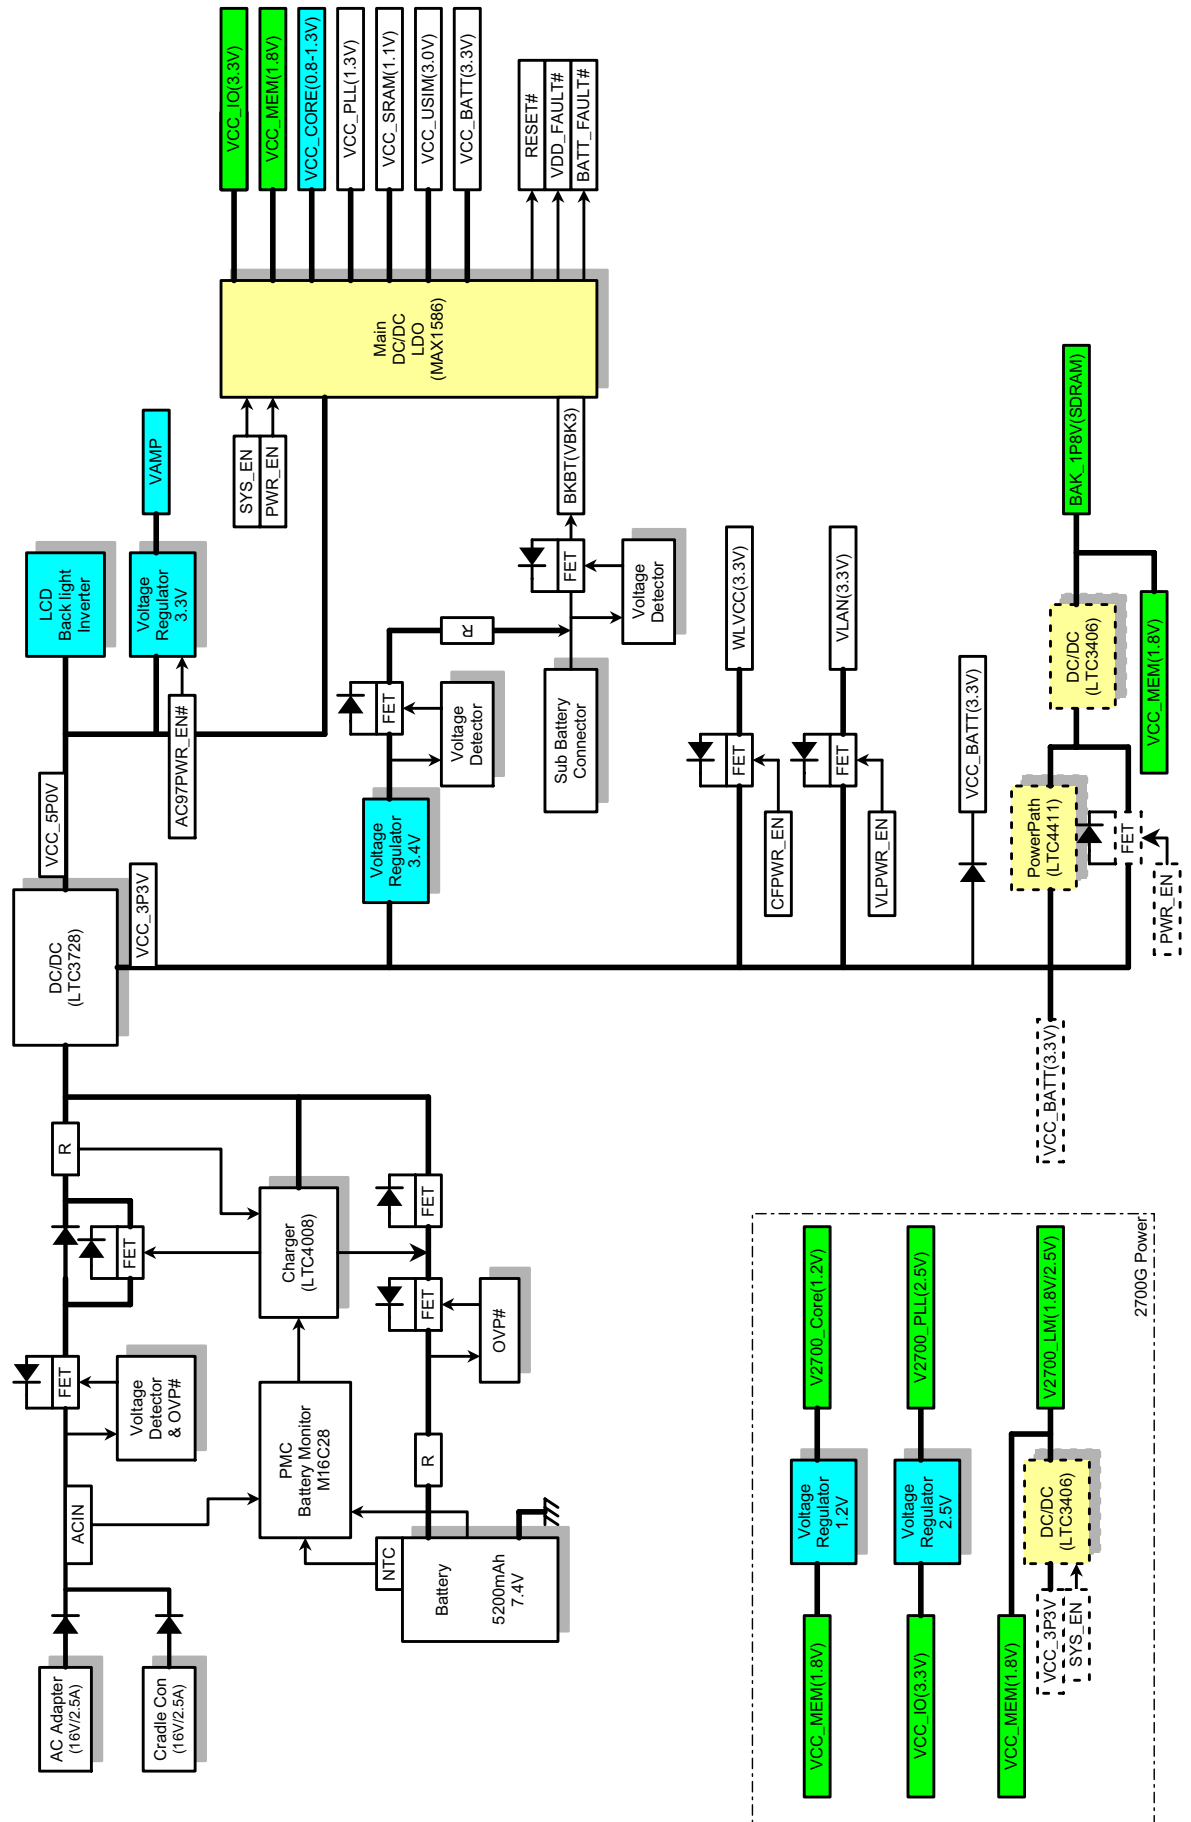 AC Adapter
(16V/2.5A)
Cradle Con
(16V/2.5A)
ACIN
FET
Voltage
Detector
& OVP#
FET
R
PMC
Battery Monitor
M16C28
Charger
(LTC4008)
NTC
Battery
5200mAh
7.4V
R
FET
OVP#
FET
DC/DC
(LTC3728)
VCC_5P0V
VCC_3P3V
LCD
Back light
Inverter
Voltage
Regulator
3.3V
VAMP
AC97PWR_EN#
SYS_EN
PWR_EN
Main
DC/DC
LDO
(MAX1586)
VCC_IO(3.3V)
VCC_MEM(1.8V)
VCC_CORE(0.8-1.3V)
VCC_PLL(1.3V)
VCC_SRAM(1.1V)
VCC_USIM(3.0V)
VCC_BATT(3.3V)
RESET#
VDD_FAULT#
BATT_FAULT#
Voltage
Regulator
3.4V
FET
Voltage
Detector
R
Sub Battery
Connector
FET
Voltage
Detector
BKBT(VBK3)
FET
CFPWR_EN
WLVCC(3.3V)
FET
VLPWR_EN
VLAN(3.3V)
VCC_BATT(3.3V)
VCC_BATT(3.3V)
PowerPath
(LTC4411)
FET
PWR_EN
DC/DC
(LTC3406)
BAK_1P8V(SDRAM)
VCC_MEM(1.8V)
VCC_MEM(1.8V)
Voltage
Regulator
1.2V
V2700_Core(1.2V)
VCC_IO(3.3V)
Voltage
Regulator
2.5V
V2700_PLL(2.5V)
VCC_MEM(1.8V)
VCC_3P3V
SYS_EN
DC/DC
(LTC3406)
V2700_LM(1.8V/2.5V)
2700G Power